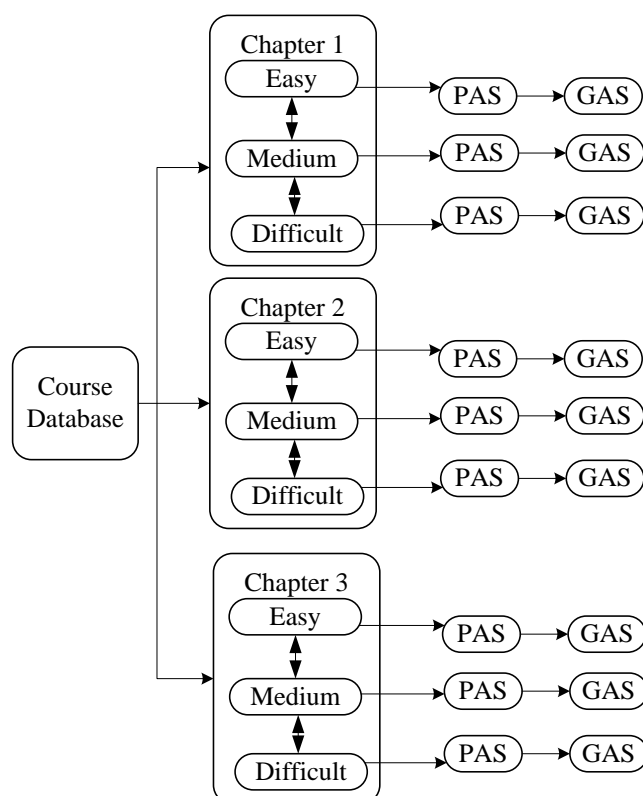 Chapter 1
Easy
PAS
GAS
Medium
PAS
GAS
Difficult
PAS
GAS
Chapter 2
Easy
PAS
GAS
Course
Database
Medium
PAS
GAS
Difficult
PAS
GAS
Chapter 3
Easy
PAS
GAS
Medium
PAS
GAS
Difficult
PAS
GAS